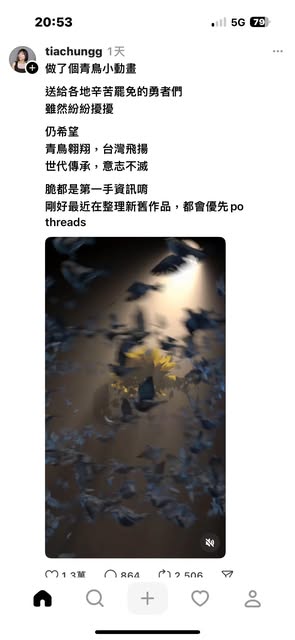 20:53
5G 79
tiachungg 1天
做了個青鳥小動畫
送給各地辛苦罷免的勇者們
雖然紛紛擾擾
仍希望
青鳥翱翔，台灣飛揚
世代傳承，意志不滅
脆都是第一手資訊唷
剛好最近在整理新舊作品，都會優先 po
threads
1.3萬 864 2,506